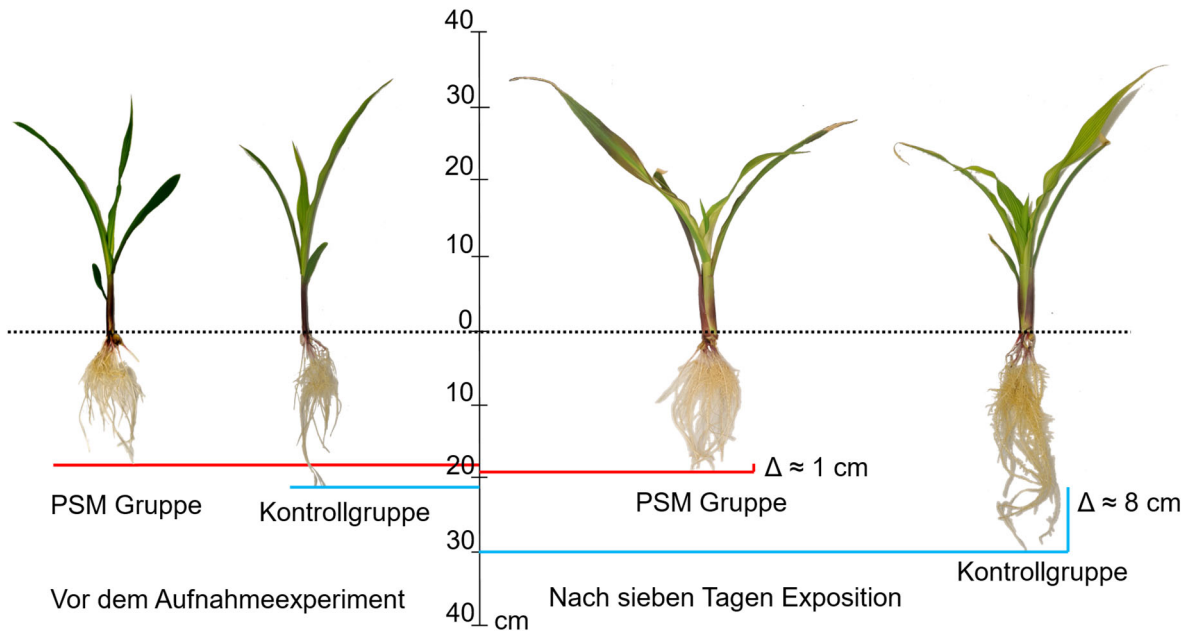 40
30
20
10
0
10
20
30
40 cm
Δ ≈ 1 cm
PSM Gruppe
Kontrollgruppe
PSM Gruppe
Δ ≈ 8 cm
Kontrollgruppe
Vor dem Aufnahmeexperiment
Nach sieben Tagen Exposition